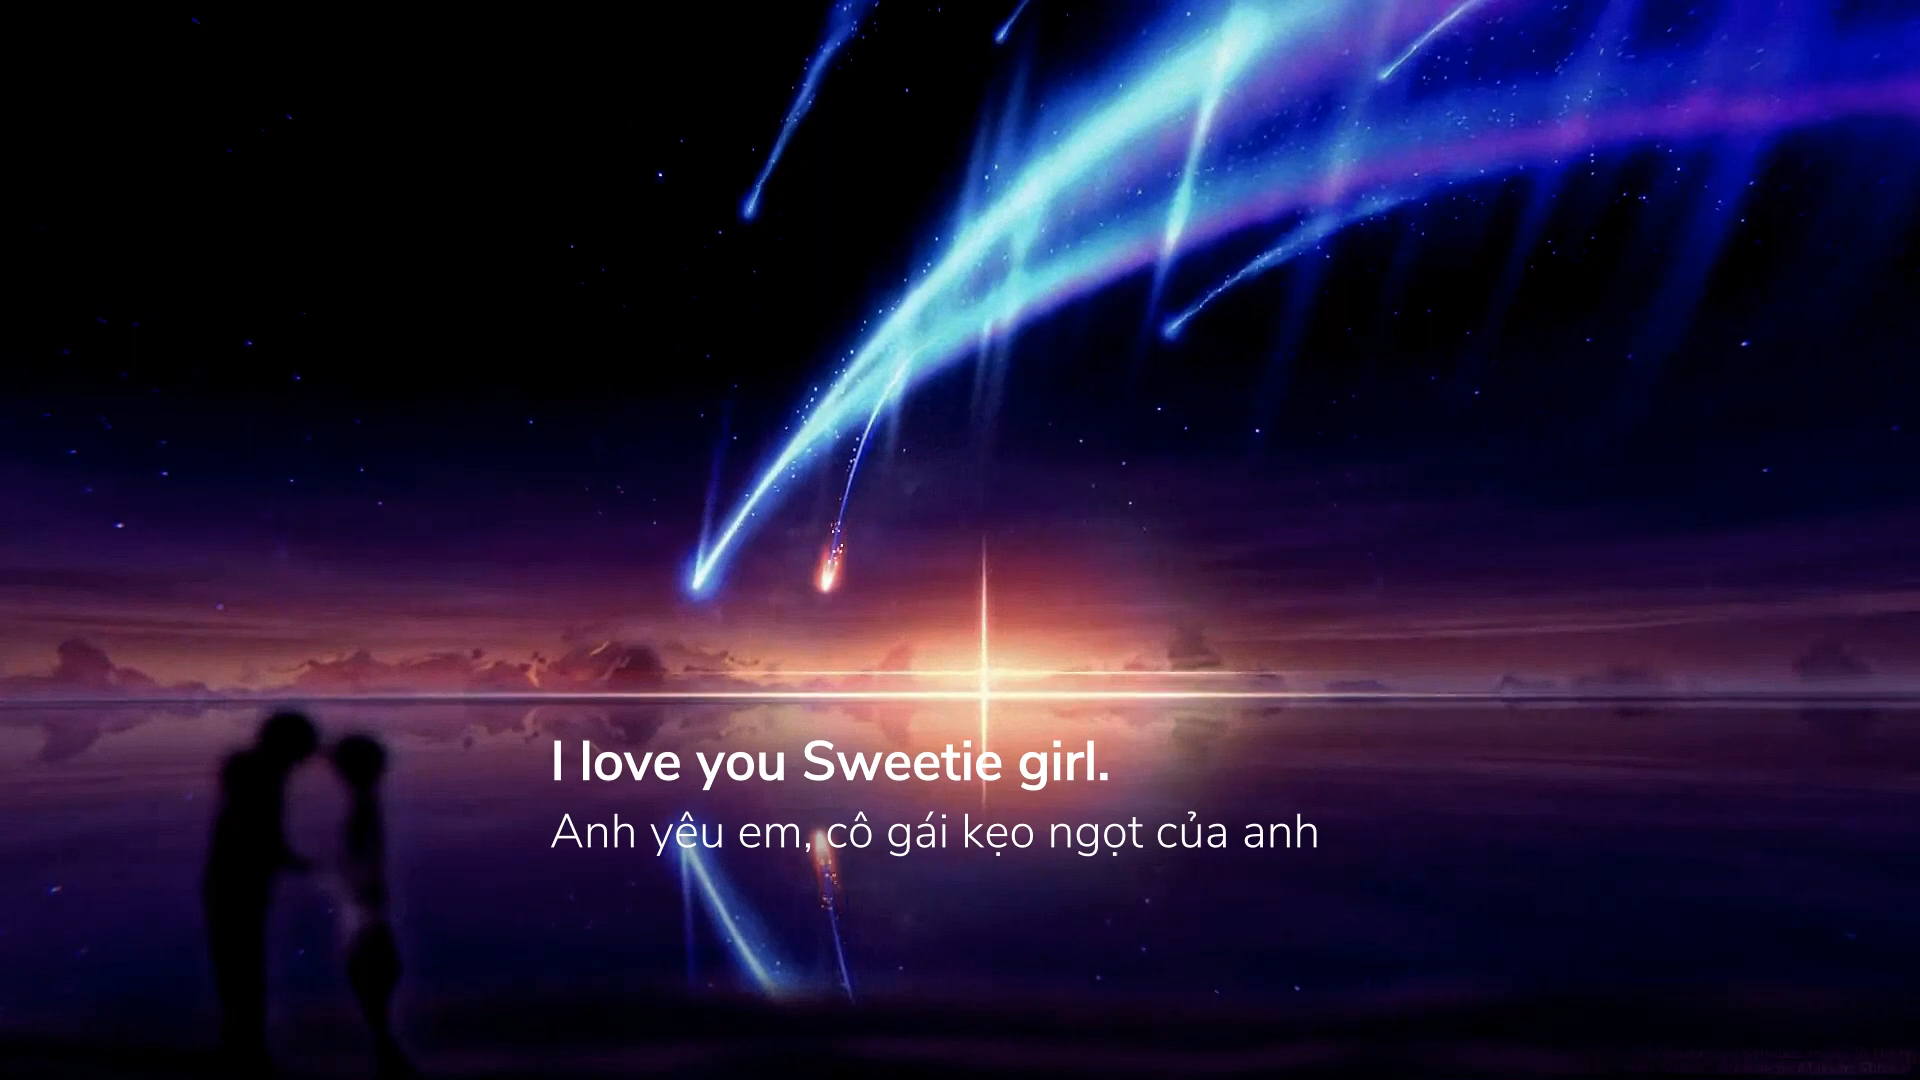 I love you Sweetie girl.
Anh yêu em, cô gái kẹo ngọt của anh